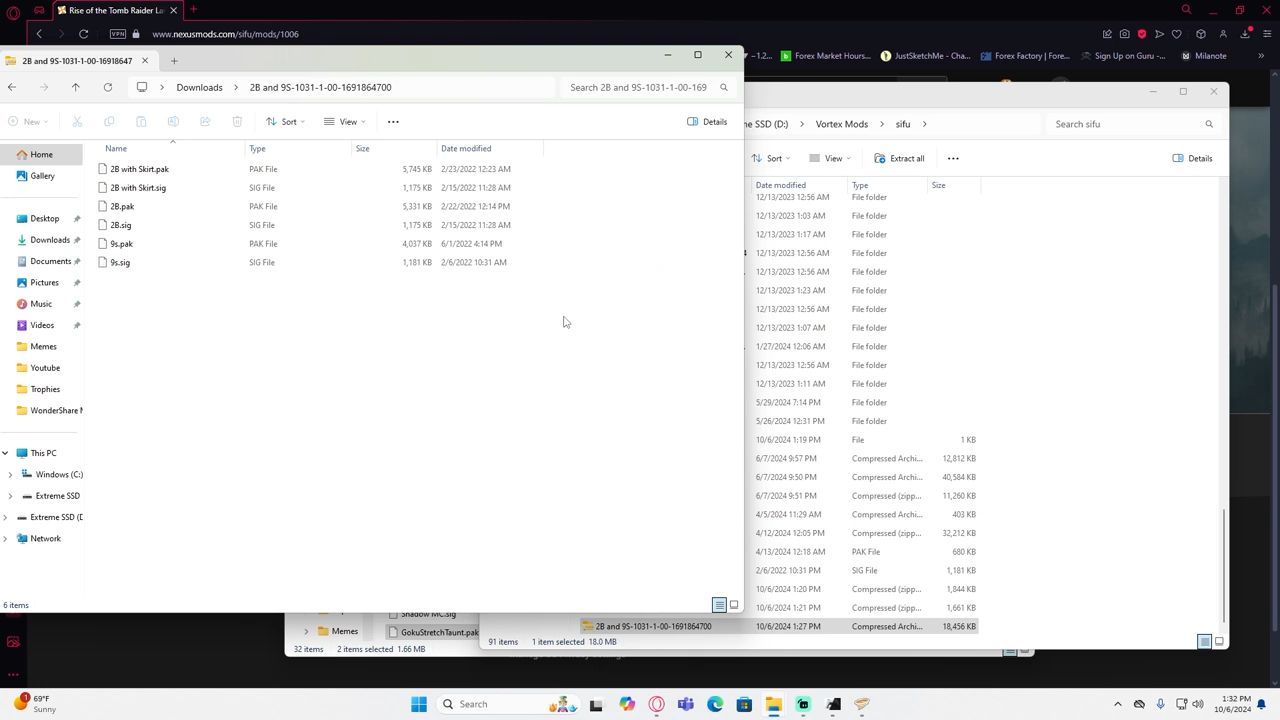 Rise of the Tomb Raider La
VPN www.nexusmods.com/sifu/mods/1006
~1.2... Forex Market Hours... JustSketchMe - Cha... Forex Factory | Fore... Sign Up on Guru -... Milanote
2B and 9S-1031-1-00-16918647
Downloads 2B and 9S-1031-1-00-1691864700 Search 2B and 9S-1031-1-00-169
New Sort View Details
Name Type Size Date modified
2B with Skirt.pak PAK File 5,745 KB 2/23/2022 12:23 AM
2B with Skirt.sig SIG File 1,175 KB 2/15/2022 11:28 AM
2B.pak PAK File 5,331 KB 2/22/2022 12:14 PM
2B.sig SIG File 1,175 KB 2/15/2022 11:28 AM
9s.pak PAK File 4,037 KB 6/1/2022 4:14 PM
9s.sig SIG File 1,181 KB 2/6/2022 10:31 AM
Home
Gallery
Desktop
Downloads
Documents
Pictures
Music
Videos
Memes
Youtube
Trophies
WonderShare M
This PC
Windows (C:)
Extreme SSD
Extreme SSD (D
Network
6 items
me SSD (D:) Vortex Mods sifu Search sifu
Sort View Extract all Details
Date modified Type Size
12/13/2023 12:56 AM File folder
12/13/2023 1:03 AM File folder
12/13/2023 1:17 AM File folder
12/13/2023 12:56 AM File folder
12/13/2023 12:56 AM File folder
12/13/2023 1:23 AM File folder
12/13/2023 12:56 AM File folder
12/13/2023 1:07 AM File folder
1/27/2024 12:06 AM File folder
12/13/2023 12:56 AM File folder
12/13/2023 1:11 AM File folder
5/29/2024 7:14 PM File folder
5/26/2024 12:31 PM File folder
10/6/2024 1:19 PM File 1 KB
6/7/2024 9:57 PM Compressed Archi... 12,812 KB
6/7/2024 9:50 PM Compressed Archi... 40,584 KB
6/7/2024 9:51 PM Compressed (zipp... 11,260 KB
4/5/2024 11:29 AM Compressed Archi... 403 KB
4/12/2024 12:05 PM Compressed (zipp... 32,212 KB
4/13/2024 12:18 AM PAK File 680 KB
2/6/2022 10:31 PM SIG File 1,181 KB
10/6/2024 1:20 PM Compressed (zipp... 1,844 KB
10/6/2024 1:21 PM Compressed (zipp... 1,661 KB
2B and 9S-1031-1-00-1691864700 10/6/2024 1:27 PM Compressed Archi... 18,456 KB
91 items 1 item selected 18.0 MB
Shadow MC.sig
Memes GokuStretchTaunt.pak
32 items 2 items selected 1.66 MB
69°F
Sunny
1
Search
1:32 PM
10/6/2024